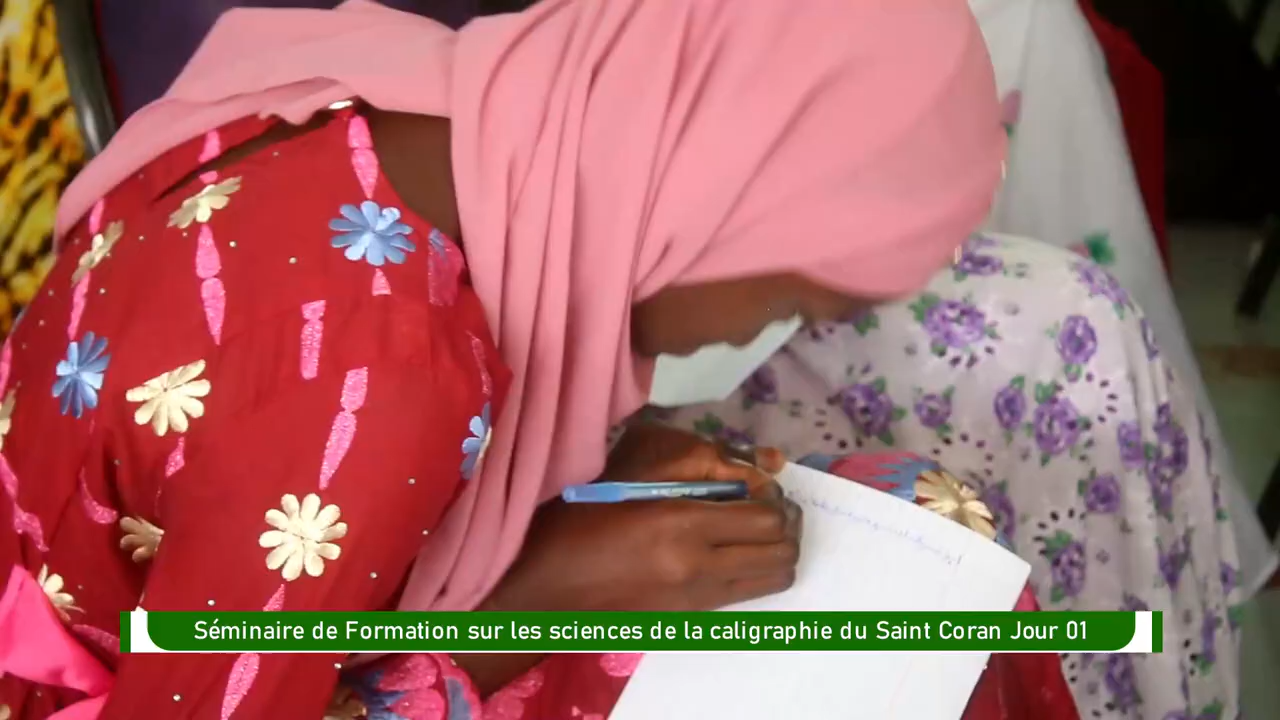 Séminaire de Formation sur les sciences de la caligraphie du Saint Coran Jour 01